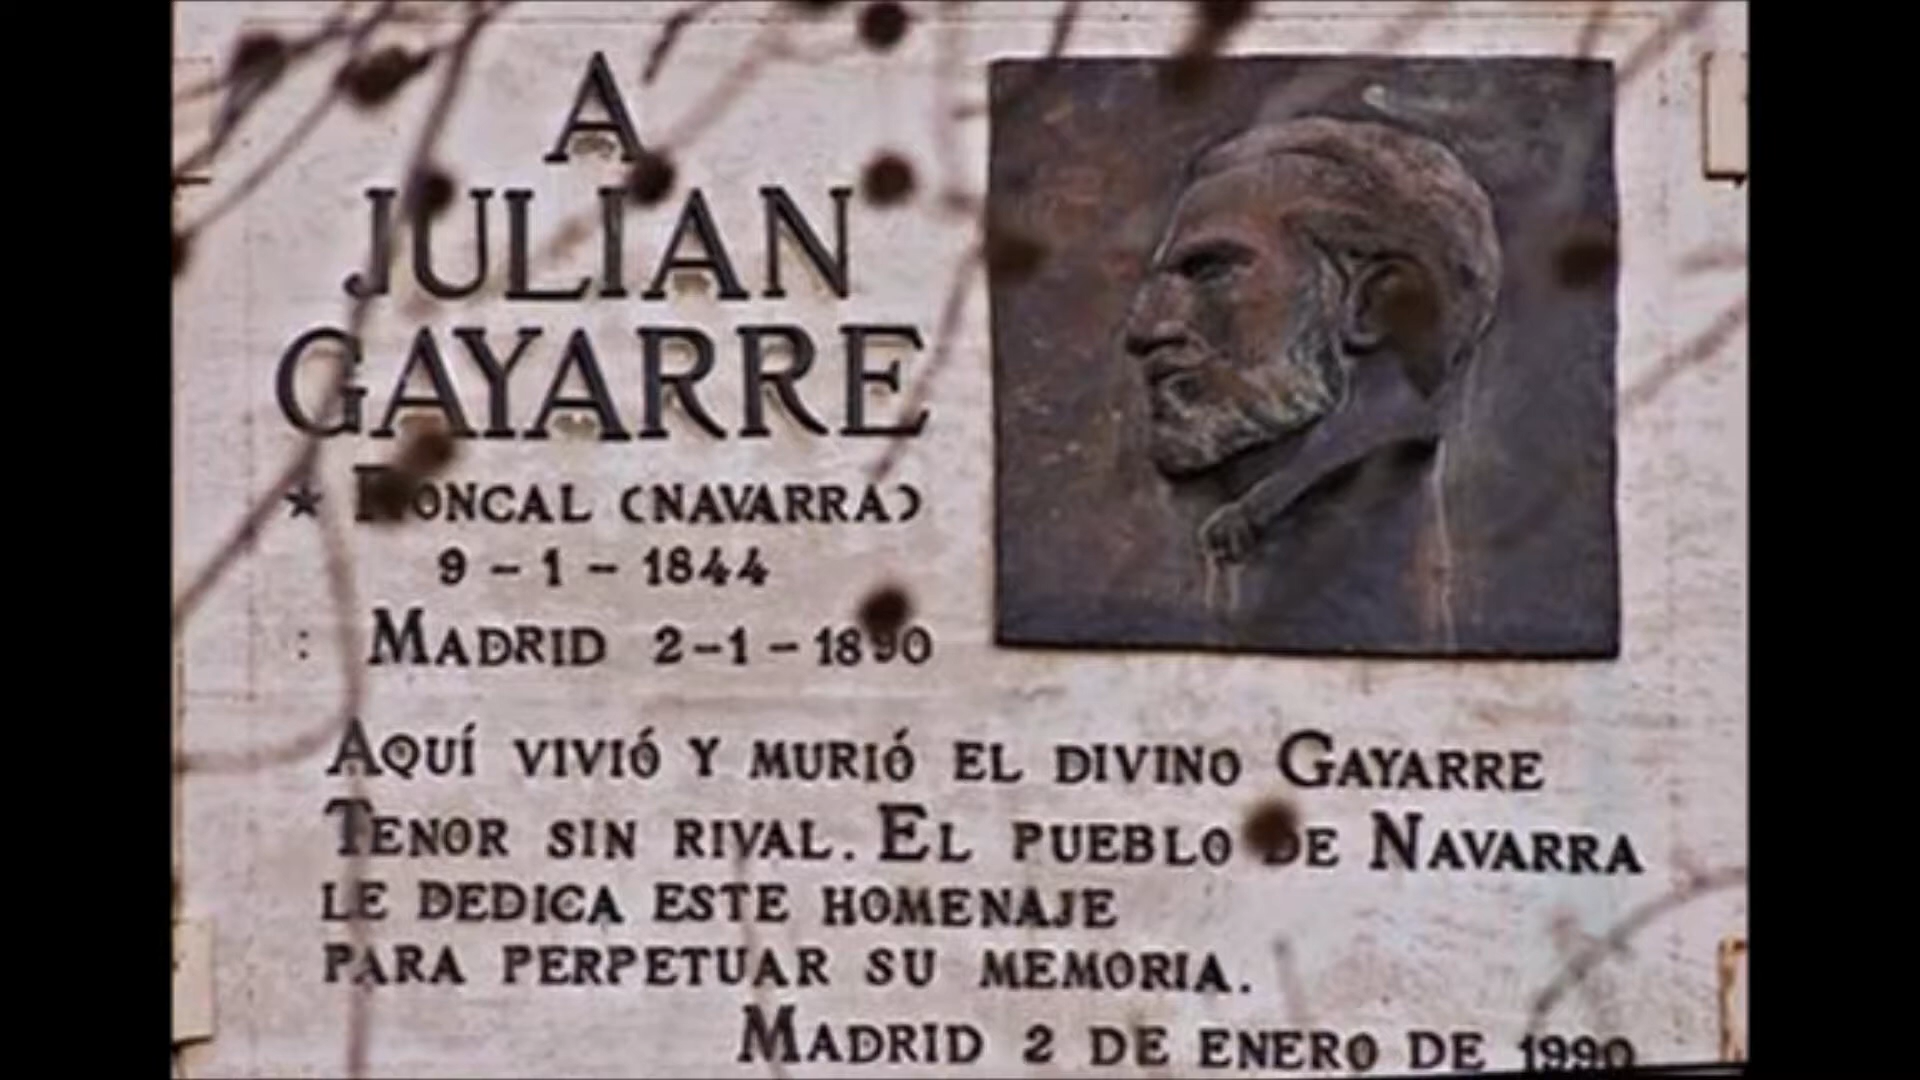 A
JULIAN
GAYARRE
★ RONCAL (NAVARRA)
9-1-1844
: MADRID 2-1-1890
AQUÍ VIVIÓ Y MURIÓ EL DIVINO GAYARRE
TENOR SIN RIVAL. EL PUEBLO DE NAVARRA
LE DEDICA ESTE HOMENAJE
PARA PERPETUAR SU MEMORIA.
MADRID 2 DE ENERO DE 1990